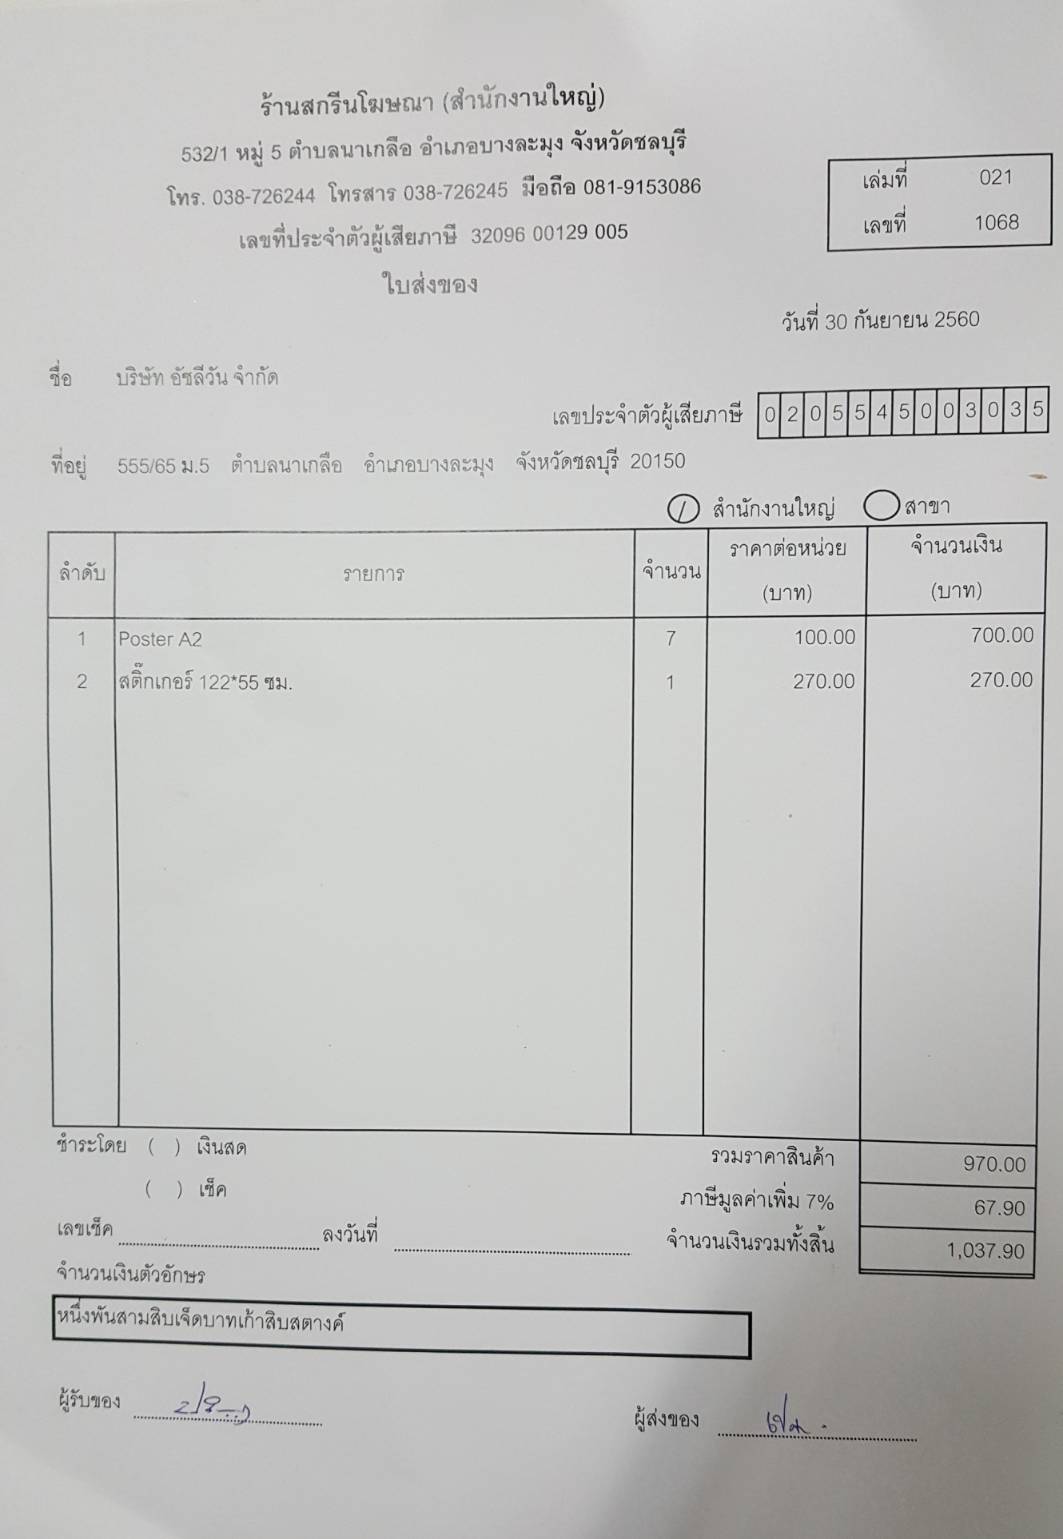 ร้านสกรีนโฆษณา (สำนักงานใหญ่)
532/1 หมู่ 5 ตำบลนาเกลือ อำเภอบางละมุง จังหวัดชลบุรี
โทร. 038-726244 โทรสาร 038-726245 มือถือ 081-9153086
เลขที่ประจำตัวผู้เสียภาษี 32096 00129 005
เล่มที่ 021
เลขที่ 1068
ใบส่งของ
วันที่ 30 กันยายน 2560
ชื่อ บริษัท อัชลีวัน จำกัด
เลขประจำตัวผู้เสียภาษี 0205545003035
ที่อยู่ 555/65 ม.5 ตำบลนาเกลือ อำเภอบางละมุง จังหวัดชลบุรี 20150
(/) สำนักงานใหญ่ ( ) สาขา
ลำดับ รายการ จำนวน ราคาต่อหน่วย (บาท) จำนวนเงิน (บาท)
1 Poster A2 7 100.00 700.00
2 สติ๊กเกอร์ 122*55 ซม. 1 270.00 270.00
ชำระโดย ( ) เงินสด รวมราคาสินค้า 970.00
( ) เช็ค ภาษีมูลค่าเพิ่ม 7% 67.90
เลขเช็ค ลงวันที่ จำนวนเงินรวมทั้งสิ้น 1,037.90
จำนวนเงินตัวอักษร
หนึ่งพันสามสิบเจ็ดบาทเก้าสิบสตางค์
ผู้รับของ
ผู้ส่งของ